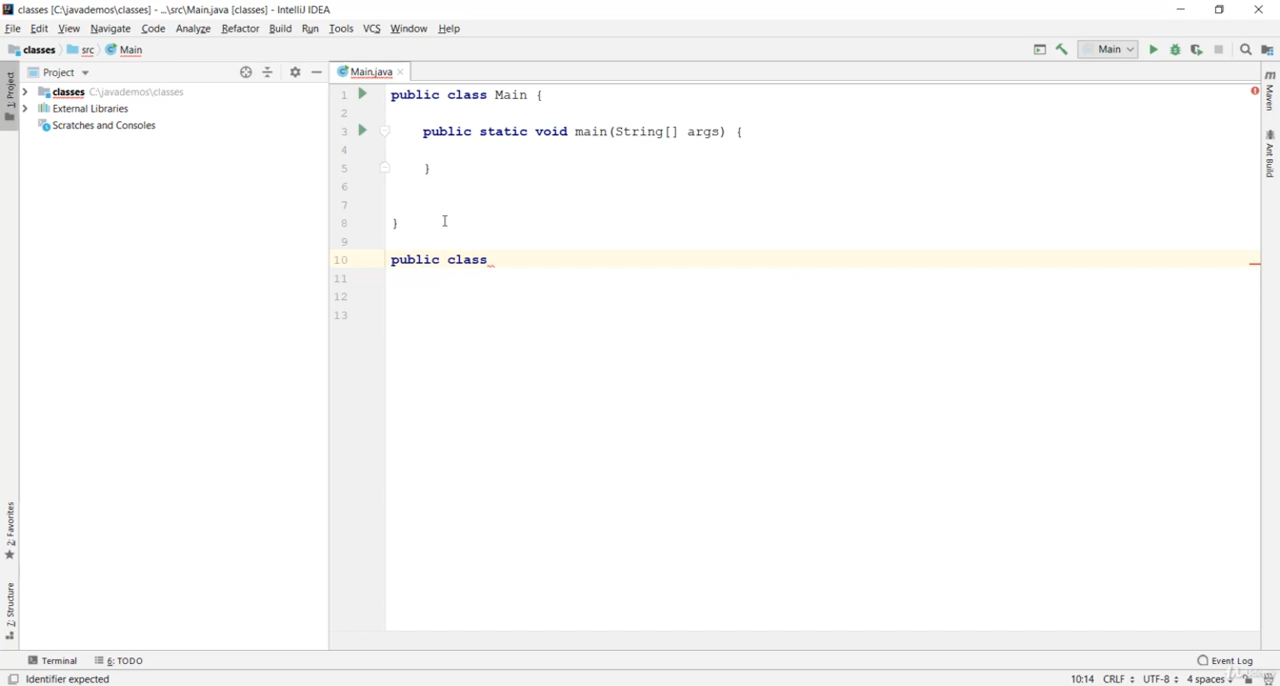 classes [C:\javademos\classes] - ...\src\Main.java [classes] - IntelliJ IDEA
File Edit View Navigate Code Analyze Refactor Build Run Tools VCS Window Help
classes src Main Main
Project Main.java
1: Project
classes C:\javademos\classes
External Libraries
Scratches and Consoles
1 public class Main {
2
3 public static void main(String[] args) {
4
5 }
6
7
8 }
9
10 public class
11
12
13
m Maven
Ant Build
2: Favorites
7: Structure
Terminal 6: TODO Event Log
Identifier expected 10:14 CRLF UTF-8 4 spaces